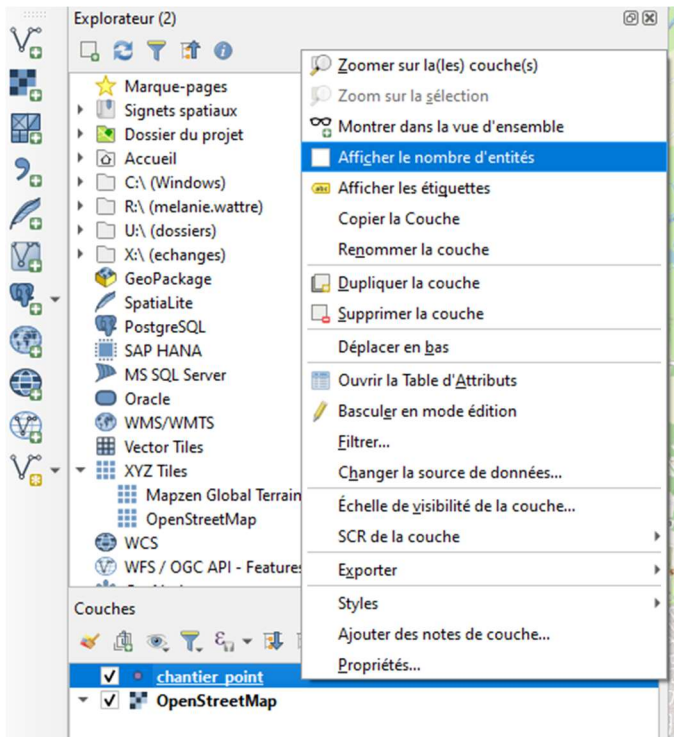 Explorateur (2)
Marque-pages
Signets spatiaux
Dossier du projet
Accueil
C:\ (Windows)
R:\ (melanie.wattre)
U:\ (dossiers)
X:\ (echanges)
GeoPackage
SpatiaLite
PostgreSQL
SAP HANA
MS SQL Server
Oracle
WMS/WMTS
Vector Tiles
XYZ Tiles
Mapzen Global Terrain
OpenStreetMap
WCS
WFS / OGC API - Features
Couches
chantier_point
OpenStreetMap
Zoomer sur la(les) couche(s)
Zoom sur la sélection
Montrer dans la vue d'ensemble
Afficher le nombre d'entités
abc Afficher les étiquettes
Copier la Couche
Renommer la couche
Dupliquer la couche
Supprimer la couche
Déplacer en bas
Ouvrir la Table d'Attributs
Basculer en mode édition
Filtrer...
Changer la source de données...
Échelle de visibilité de la couche...
SCR de la couche
Exporter
Styles
Ajouter des notes de couche...
Propriétés...